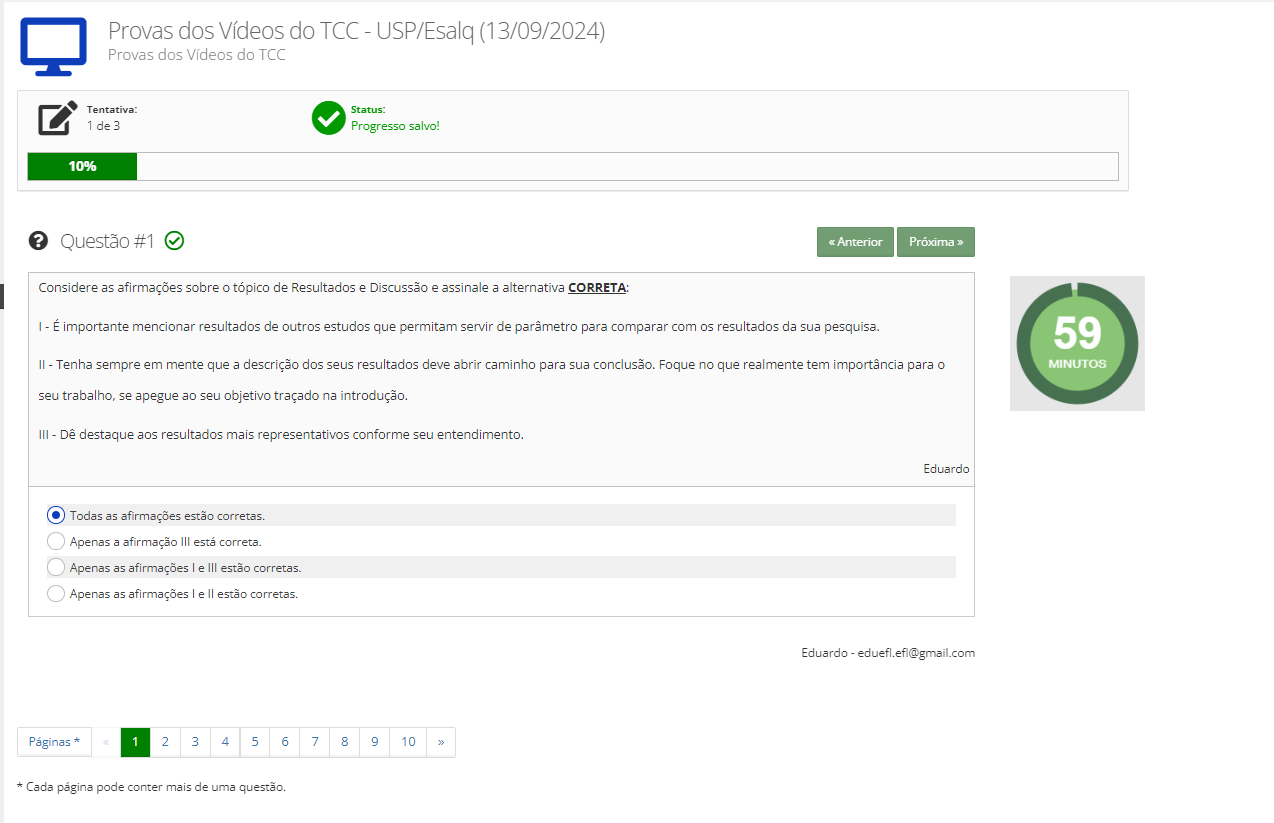 Provas dos Vídeos do TCC - USP/Esalq (13/09/2024)
Provas dos Vídeos do TCC
Tentativa:
1 de 3
Status:
Progresso salvo!
10%
Questão #1
« Anterior
Próxima »
Considere as afirmações sobre o tópico de Resultados e Discussão e assinale a alternativa CORRETA:
I - É importante mencionar resultados de outros estudos que permitam servir de parâmetro para comparar com os resultados da sua pesquisa.
II - Tenha sempre em mente que a descrição dos seus resultados deve abrir caminho para sua conclusão. Foque no que realmente tem importância para o
seu trabalho, se apegue ao seu objetivo traçado na introdução.
III - Dê destaque aos resultados mais representativos conforme seu entendimento.
Eduardo
59
MINUTOS
Todas as afirmações estão corretas.
Apenas a afirmação III está correta.
Apenas as afirmações I e III estão corretas.
Apenas as afirmações I e II estão corretas.
Eduardo - eduefl.efl@gmail.com
Páginas * « 1 2 3 4 5 6 7 8 9 10 »
* Cada página pode conter mais de uma questão.